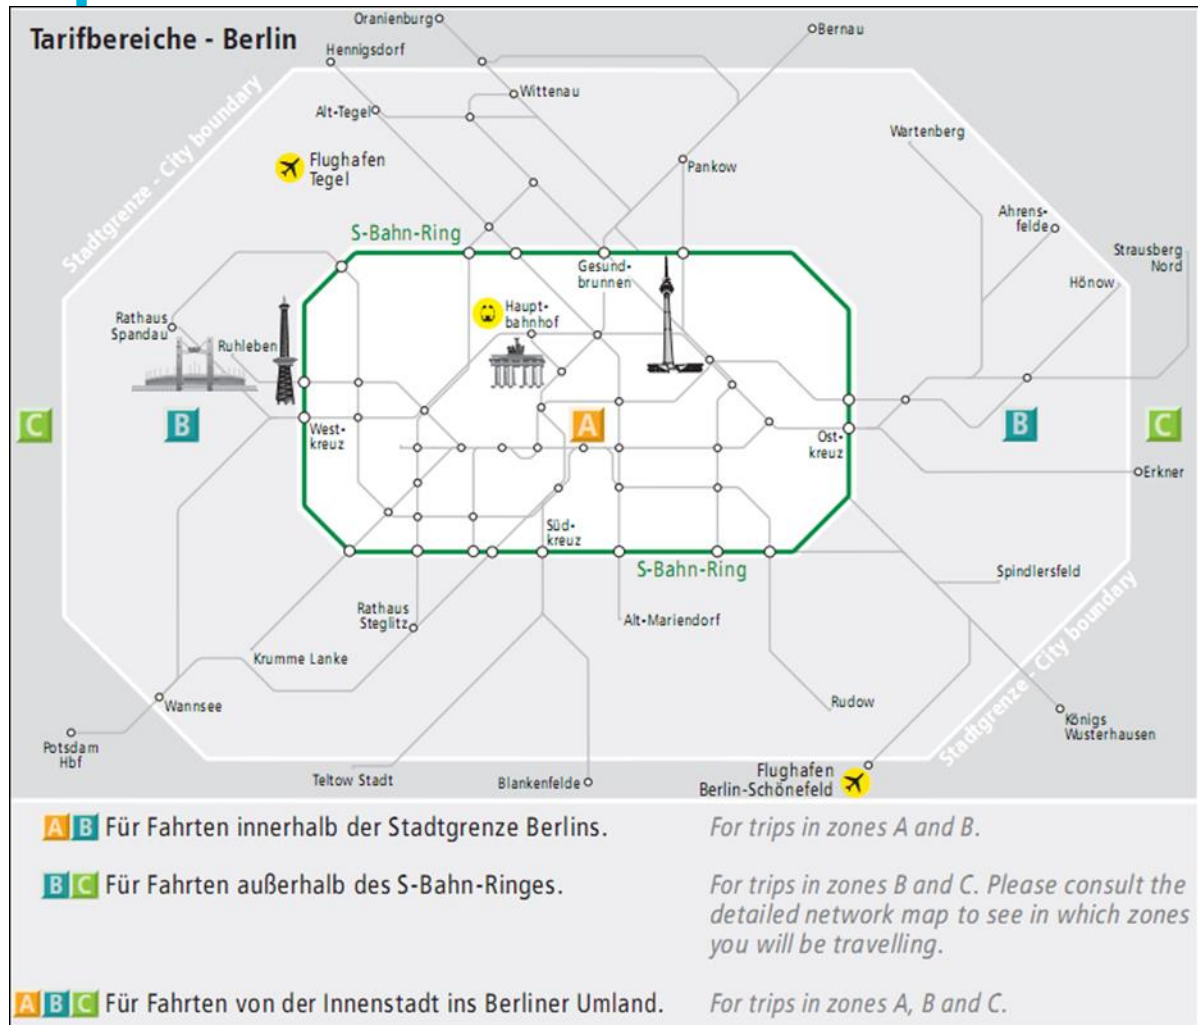 Tarifbereiche - Berlin
Oranienburg
Bernau
Hennigsdorf
Wittenau
Alt-Tegel
Wartenberg
Stadtgrenze - City boundary
Flughafen
Tegel
Pankow
Ahrens-
felde
S-Bahn-Ring
Strausberg
Nord
Gesund-
brunnen
Hönow
Haupt-
bahnhof
Rathaus
Spandau
Ruhleben
C
B
West-
kreuz
A
Ost-
kreuz
B
C
Erkner
Süd-
kreuz
S-Bahn-Ring
Spindlersfeld
Rathaus
Steglitz
Alt-Mariendorf
Stadtgrenze - City boundary
Krumme Lanke
Wannsee
Rudow
Königs
Wusterhausen
Potsdam
Hbf
Teltow Stadt
Blankenfelde
Flughafen
Berlin-Schönefeld
A B Für Fahrten innerhalb der Stadtgrenze Berlins.
For trips in zones A and B.
B C Für Fahrten außerhalb des S-Bahn-Ringes.
For trips in zones B and C. Please consult the
detailed network map to see in which zones
you will be travelling.
A B C Für Fahrten von der Innenstadt ins Berliner Umland.
For trips in zones A, B and C.